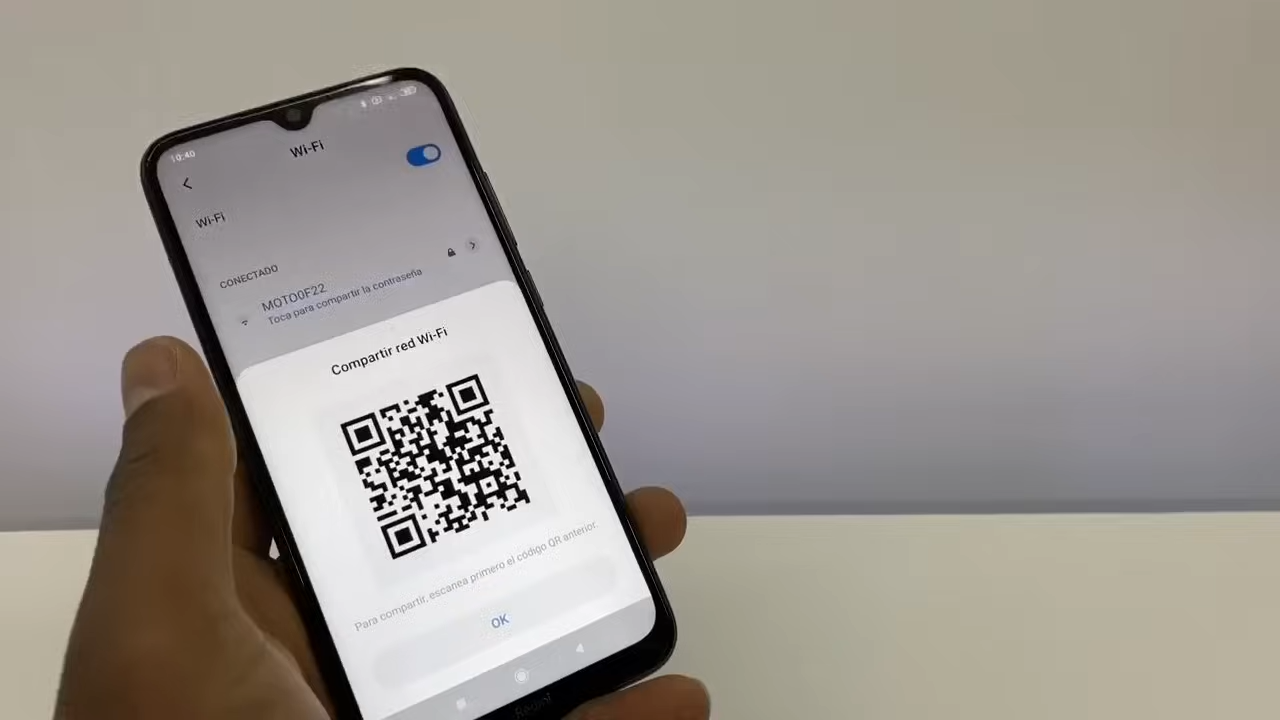 10:40
Wi-Fi
Wi-Fi
CONECTADO
MOTO0F22
Toca para compartir la contraseña
Compartir red Wi-Fi
Para compartir, escanea primero el código QR anterior.
OK
Redmi